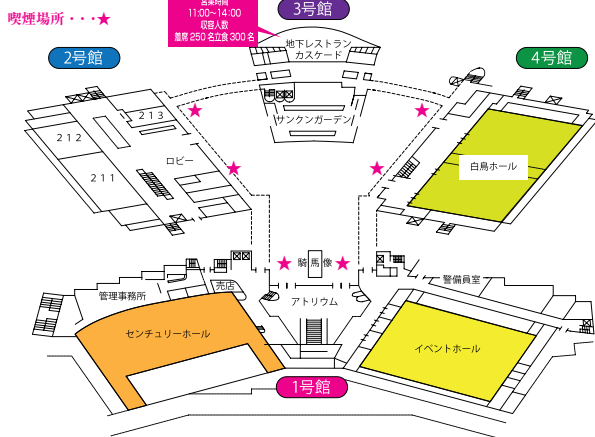 喫煙場所・・・★
営業時間
11:00～14:00
収容人数
着席250名立食300名
3号館
地下レストラン
カスケード
2号館
4号館
213
サンクンガーデン
212
ロビー
211
白鳥ホール
騎馬像
警備員室
管理事務所
売店
アトリウム
センチュリーホール
イベントホール
1号館